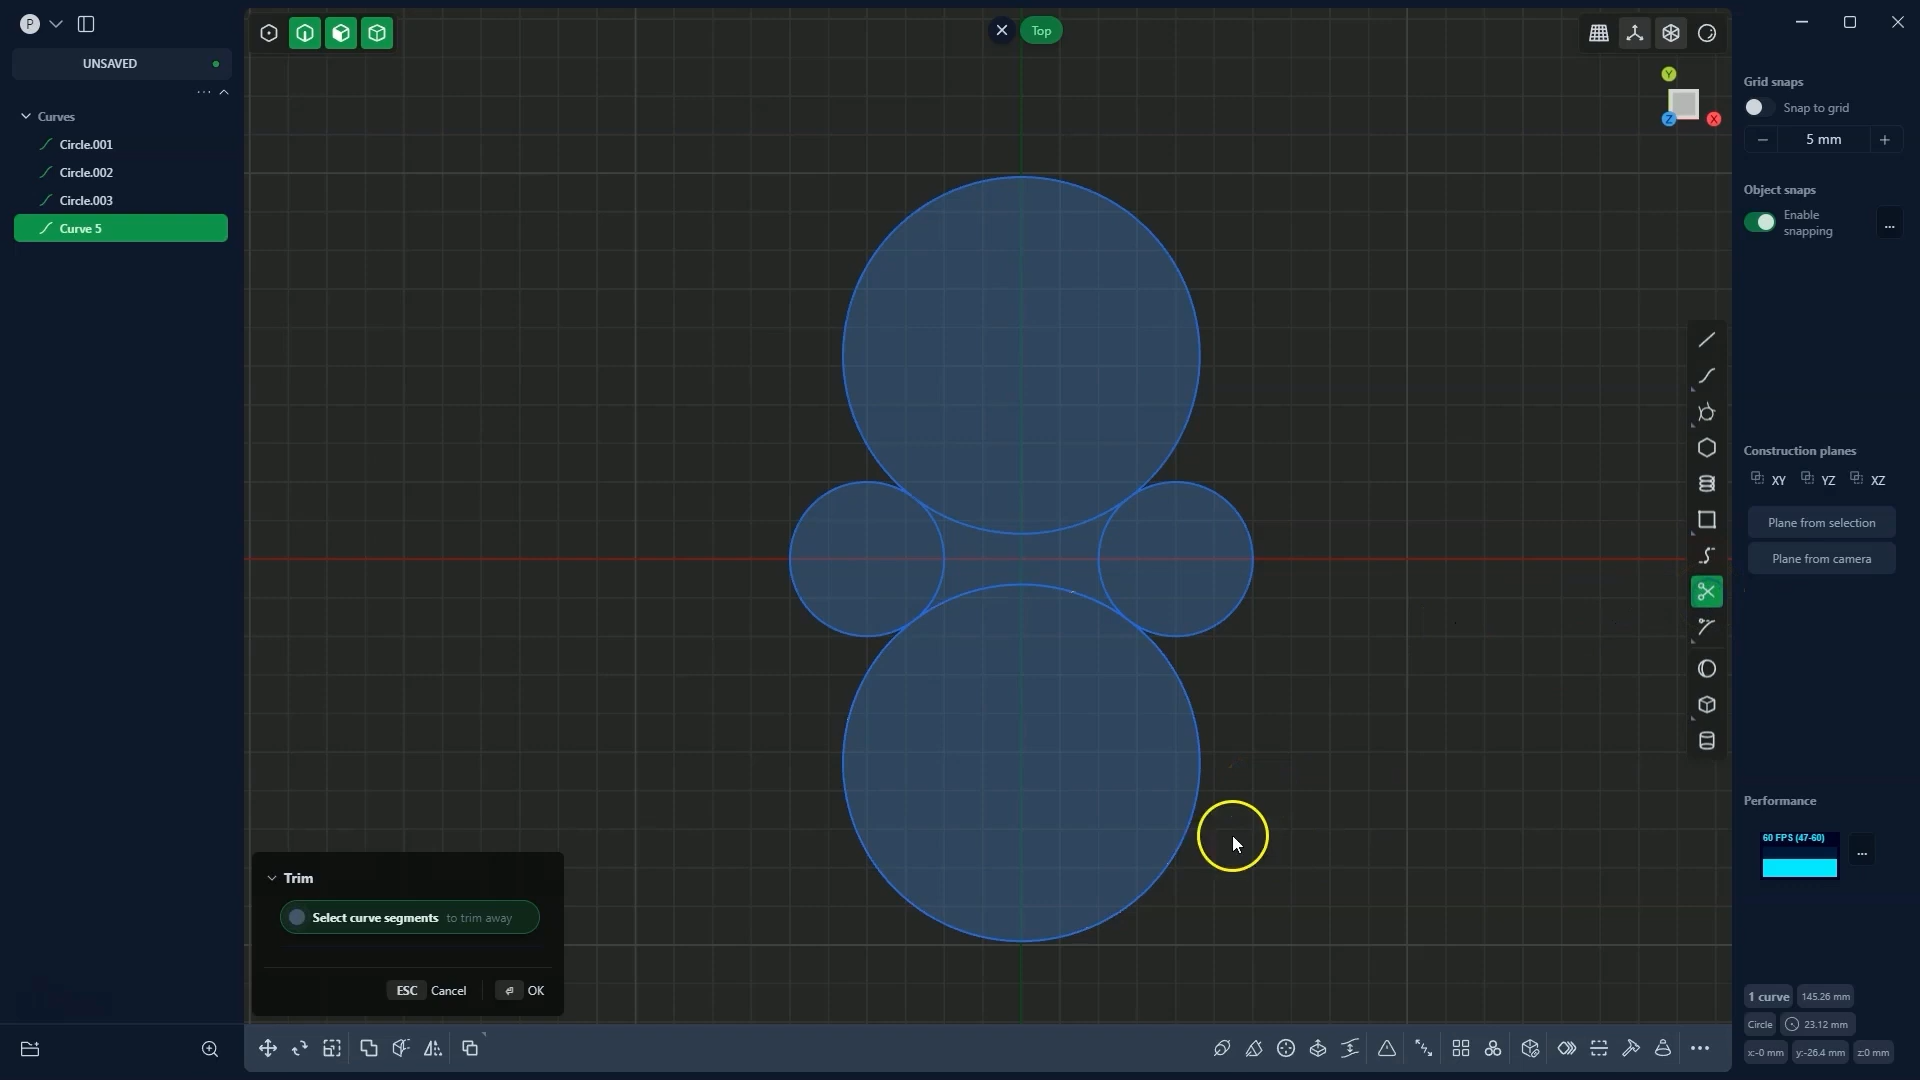 P
UNSAVED
...
Curves
Circle.001
Circle.002
Circle.003
Curve 5
Top
Y
Z
X
Grid snaps
Snap to grid
5 mm
Object snaps
Enable
snapping
...
Construction planes
XY YZ XZ
Plane from selection
Plane from camera
Performance
60 FPS (47-60)
...
Trim
Select curve segments to trim away
ESC Cancel OK
1 curve 145.26 mm
Circle 23.12 mm
x:-0 mm y:-26.4 mm z:0 mm